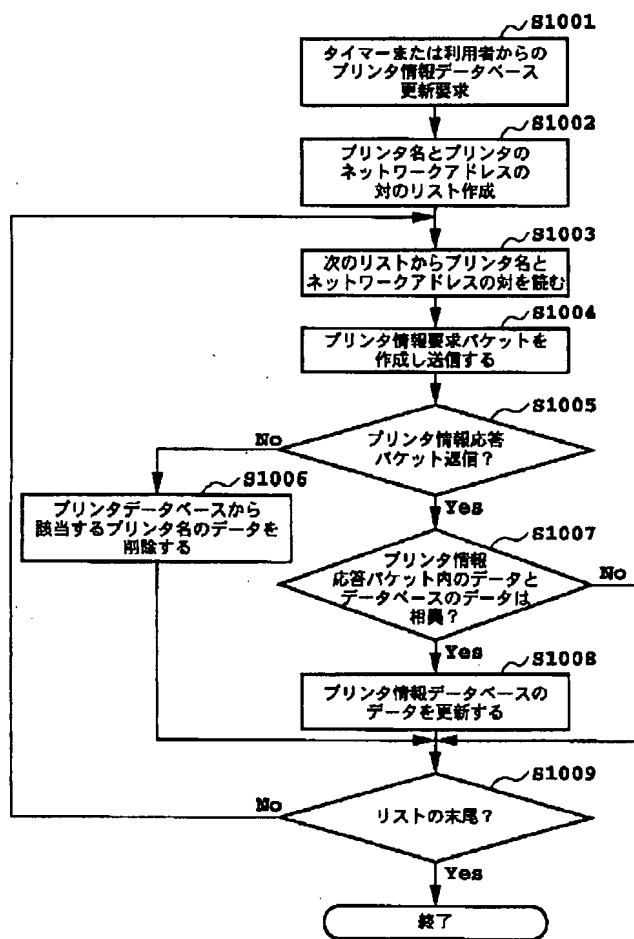 S1001
タイマーまたは利用者からの
プリンタ情報データベース
更新要求
S1002
プリンタ名とプリンタの
ネットワークアドレスの
対のリスト作成
S1003
次のリストからプリンタ名と
ネットワークアドレスの対を読む
S1004
プリンタ情報要求パケットを
作成し送信する
S1005
プリンタ情報応答
パケット返信?
No
Yes
S1006
プリンタデータベースから
該当するプリンタ名のデータを
削除する
S1007
プリンタ情報
応答パケット内のデータと
データベースのデータは
相異?
No
Yes
S1008
プリンタ情報データベースの
データを更新する
S1009
リストの末尾?
No
Yes
終了